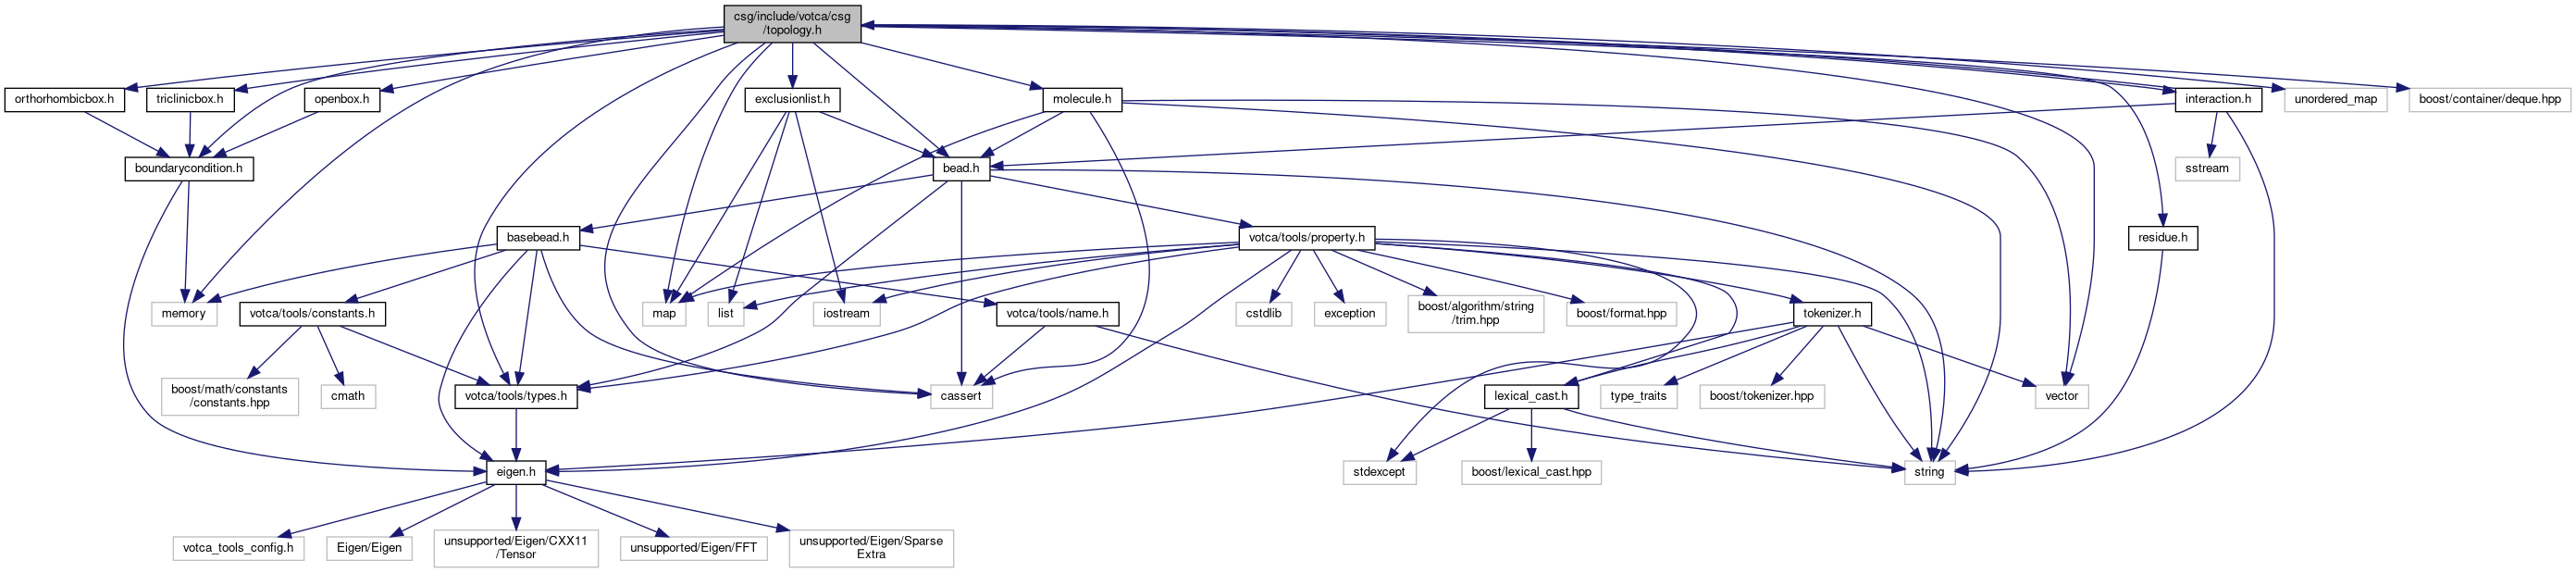 csg/include/votca/csg
/topology.h
orthorhombicbox.h
triclinicbox.h
openbox.h
exclusionlist.h
molecule.h
interaction.h
unordered_map
boost/container/deque.hpp
boundarycondition.h
bead.h
sstream
basebead.h
votca/tools/property.h
residue.h
memory
votca/tools/constants.h
map
list
iostream
votca/tools/name.h
cstdlib
exception
boost/algorithm/string
/trim.hpp
boost/format.hpp
tokenizer.h
boost/math/constants
/constants.hpp
cmath
votca/tools/types.h
cassert
lexical_cast.h
type_traits
boost/tokenizer.hpp
vector
eigen.h
stdexcept
boost/lexical_cast.hpp
string
votca_tools_config.h
Eigen/Eigen
unsupported/Eigen/CXX11
/Tensor
unsupported/Eigen/FFT
unsupported/Eigen/Sparse
Extra